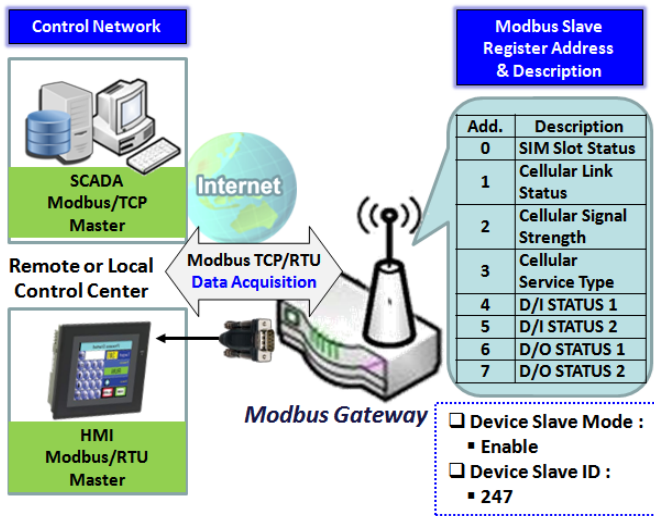 Control Network
SCADA
Modbus/TCP
Master
Internet
Remote or Local
Control Center
Modbus TCP/RTU
Data Acquisition
HMI
Modbus/RTU
Master
Modbus Gateway
Modbus Slave
Register Address
& Description
Add. Description
0 SIM Slot Status
1 Cellular Link
Status
2 Cellular Signal
Strength
3 Cellular
Service Type
4 D/I STATUS 1
5 D/I STATUS 2
6 D/O STATUS 1
7 D/O STATUS 2
❑ Device Slave Mode :
▪ Enable
❑ Device Slave ID :
▪ 247